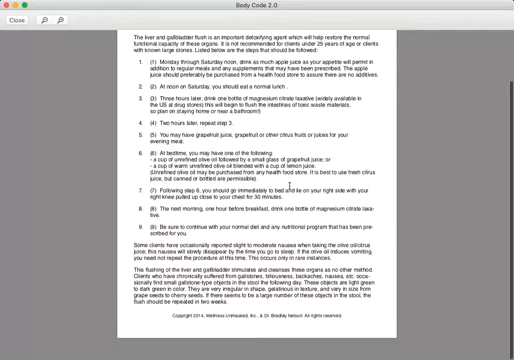 Body Code 2.0
Close
The liver and gallbladder flush is an important detoxifying agent which will help restore the normal
functional capacity of these organs. It is not recommended for clients under 25 years of age or clients
with known large stones. Listed below are the steps that should be followed:
1. (1) Monday through Saturday noon, drink as much apple juice as your appetite will permit in
addition to regular meals and any supplements that may have been prescribed. The apple
juice should preferably be purchased from a health food store to assure there are no additives.
2. (2) At noon on Saturday, you should eat a normal lunch .
3. (3) Three hours later, drink one bottle of magnesium citrate laxative (widely available in
the US at drug stores) this will begin to flush the intestines of toxic waste materials,
so plan on staying home or near a bathroom!)
4. (4) Two hours later, repeat step 3.
5. (5) You may have grapefruit juice, grapefruit or other citrus fruits or juices for your
evening meal.
6. (6) At bedtime, you may have one of the following:
- a cup of unrefined olive oil followed by a small glass of grapefruit juice; or
- a cup of warm unrefined olive oil blended with a cup of lemon juice.
(Unrefined olive oil may be purchased from any health food store. It is best to use fresh citrus
juice, but canned or bottled are permissible).
7. (7) Following step 6, you should go immediately to bed and lie on your right side with your
right knee pulled up close to your chest for 30 minutes.
8. (8) The next morning, one hour before breakfast, drink one bottle of magnesium citrate laxa-
tive.
9. (9) Be sure to continue with your normal diet and any nutritional program that has been pre-
scribed for you.
Some clients have occasionally reported slight to moderate nausea when taking the olive oil/citrus
juice; this nausea will slowly disappear by the time you go to sleep. If the olive oil induces vomiting,
you need not repeat the procedure at this time. This occurs only in rare instances.
This flushing of the liver and gallbladder stimulates and cleanses these organs as no other method.
Clients who have chronically suffered from gallstones, biliousness, backaches, nausea, etc. occa-
sionally find small gallstone-type objects in the stool the following day. These objects are light green
to dark green in color. They are very irregular in shape, gelatinous in texture, and vary in size from
grape seeds to cherry seeds. If there seems to be a large number of these objects in the stool, the
flush should be repeated in two weeks.
Copyright 2014, Wellness Unmasked, Inc., & Dr. Bradley Nelson. All rights reserved